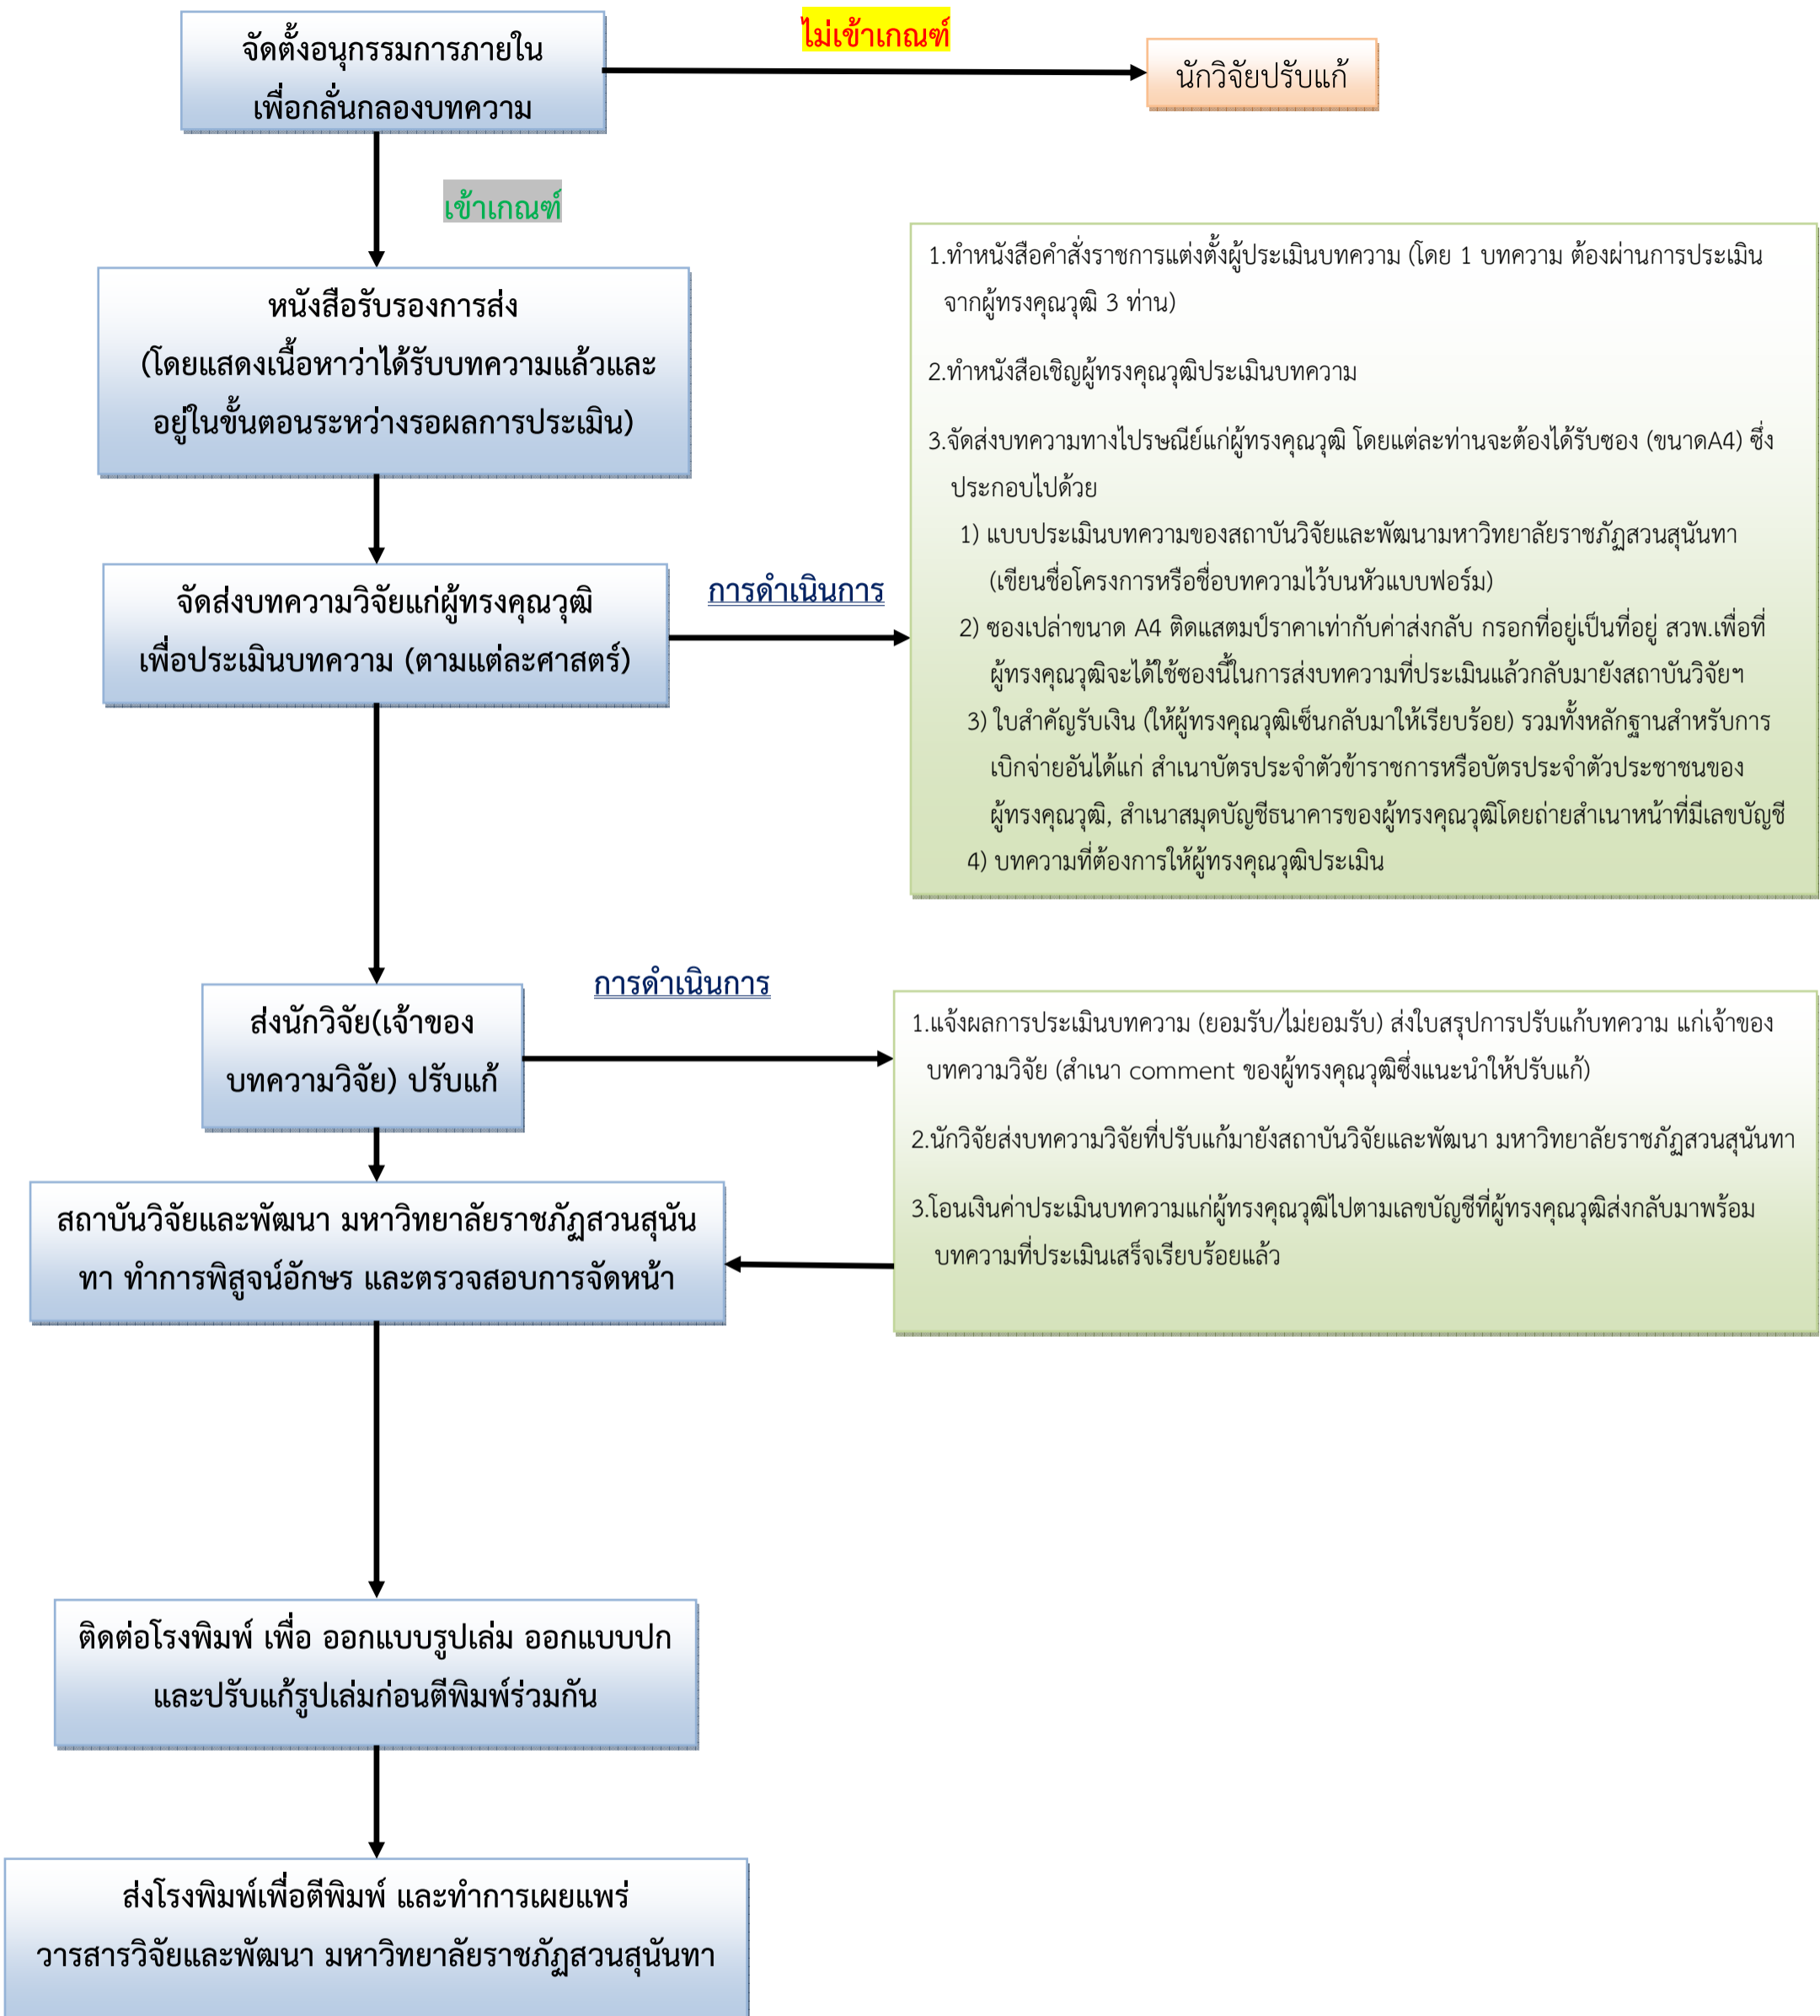 จัดตั้งอนุกรรมการภายใน
เพื่อกลั่นกลองบทความ
ไม่เข้าเกณฑ์
นักวิจัยปรับแก้
เข้าเกณฑ์
หนังสือรับรองการส่ง
(โดยแสดงเนื้อหาว่าได้รับบทความแล้วและ
อยู่ในขั้นตอนระหว่างรอผลการประเมิน)
จัดส่งบทความวิจัยแก่ผู้ทรงคุณวุฒิ
เพื่อประเมินบทความ (ตามแต่ละศาสตร์)
การดำเนินการ
1.ทำหนังสือคำสั่งราชการแต่งตั้งผู้ประเมินบทความ (โดย 1 บทความ ต้องผ่านการประเมิน
จากผู้ทรงคุณวุฒิ 3 ท่าน)
2.ทำหนังสือเชิญผู้ทรงคุณวุฒิประเมินบทความ
3.จัดส่งบทความทางไปรษณีย์แก่ผู้ทรงคุณวุฒิ โดยแต่ละท่านจะต้องได้รับซอง (ขนาดA4) ซึ่ง
ประกอบไปด้วย
1) แบบประเมินบทความของสถาบันวิจัยและพัฒนามหาวิทยาลัยราชภัฏสวนสุนันทา
(เขียนชื่อโครงการหรือชื่อบทความไว้บนหัวแบบฟอร์ม)
2) ซองเปล่าขนาด A4 ติดแสตมป์ราคาเท่ากับค่าส่งกลับ กรอกที่อยู่เป็นที่อยู่ สวพ.เพื่อที่
ผู้ทรงคุณวุฒิจะได้ใช้ซองนี้ในการส่งบทความที่ประเมินแล้วกลับมายังสถาบันวิจัยฯ
3) ใบสำคัญรับเงิน (ให้ผู้ทรงคุณวุฒิเซ็นกลับมาให้เรียบร้อย) รวมทั้งหลักฐานสำหรับการ
เบิกจ่ายอันได้แก่ สำเนาบัตรประจำตัวข้าราชการหรือบัตรประจำตัวประชาชนของ
ผู้ทรงคุณวุฒิ, สำเนาสมุดบัญชีธนาคารของผู้ทรงคุณวุฒิโดยถ่ายสำเนาหน้าที่มีเลขบัญชี
4) บทความที่ต้องการให้ผู้ทรงคุณวุฒิประเมิน
ส่งนักวิจัย(เจ้าของ
บทความวิจัย) ปรับแก้
การดำเนินการ
1.แจ้งผลการประเมินบทความ (ยอมรับ/ไม่ยอมรับ) ส่งใบสรุปการปรับแก้บทความ แก่เจ้าของ
บทความวิจัย (สำเนา comment ของผู้ทรงคุณวุฒิซึ่งแนะนำให้ปรับแก้)
2.นักวิจัยส่งบทความวิจัยที่ปรับแก้มายังสถาบันวิจัยและพัฒนา มหาวิทยาลัยราชภัฏสวนสุนันทา
3.โอนเงินค่าประเมินบทความแก่ผู้ทรงคุณวุฒิไปตามเลขบัญชีที่ผู้ทรงคุณวุฒิส่งกลับมาพร้อม
บทความที่ประเมินเสร็จเรียบร้อยแล้ว
สถาบันวิจัยและพัฒนา มหาวิทยาลัยราชภัฏสวนสุนัน
ทา ทำการพิสูจน์อักษร และตรวจสอบการจัดหน้า
ติดต่อโรงพิมพ์ เพื่อ ออกแบบรูปเล่ม ออกแบบปก
และปรับแก้รูปเล่มก่อนตีพิมพ์ร่วมกัน
ส่งโรงพิมพ์เพื่อตีพิมพ์ และทำการเผยแพร่
วารสารวิจัยและพัฒนา มหาวิทยาลัยราชภัฏสวนสุนันทา